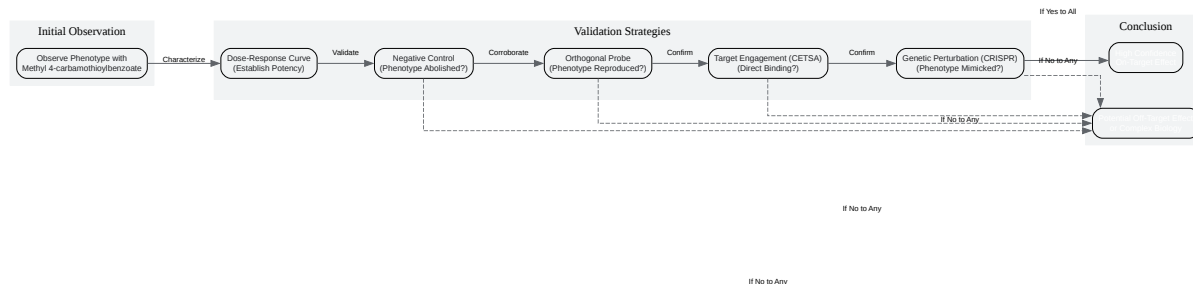 If Yes to All
Initial Observation
Validation Strategies
Conclusion
Observe Phenotype with
Methyl 4-carbamothioylbenzoate
Characterize
Dose-Response Curve
(Establish Potency)
Validate
Negative Control
(Phenotype Abolished?)
Corroborate
Orthogonal Probe
(Phenotype Reproduced?)
Confirm
Target Engagement (CETSA)
(Direct Binding?)
Confirm
Genetic Perturbation (CRISPR)
(Phenotype Mimicked?)
If No to Any
If No to Any
If No to Any
If No to Any